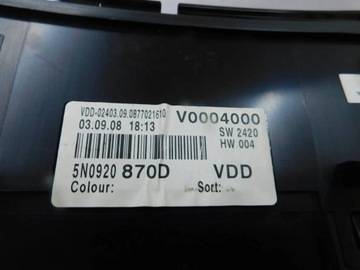 VDD-02403.09.0877021610 V0004000
03.09.08 18:13 SW 2420
HW 004
5N0920 870D VDD
Colour: Sort: